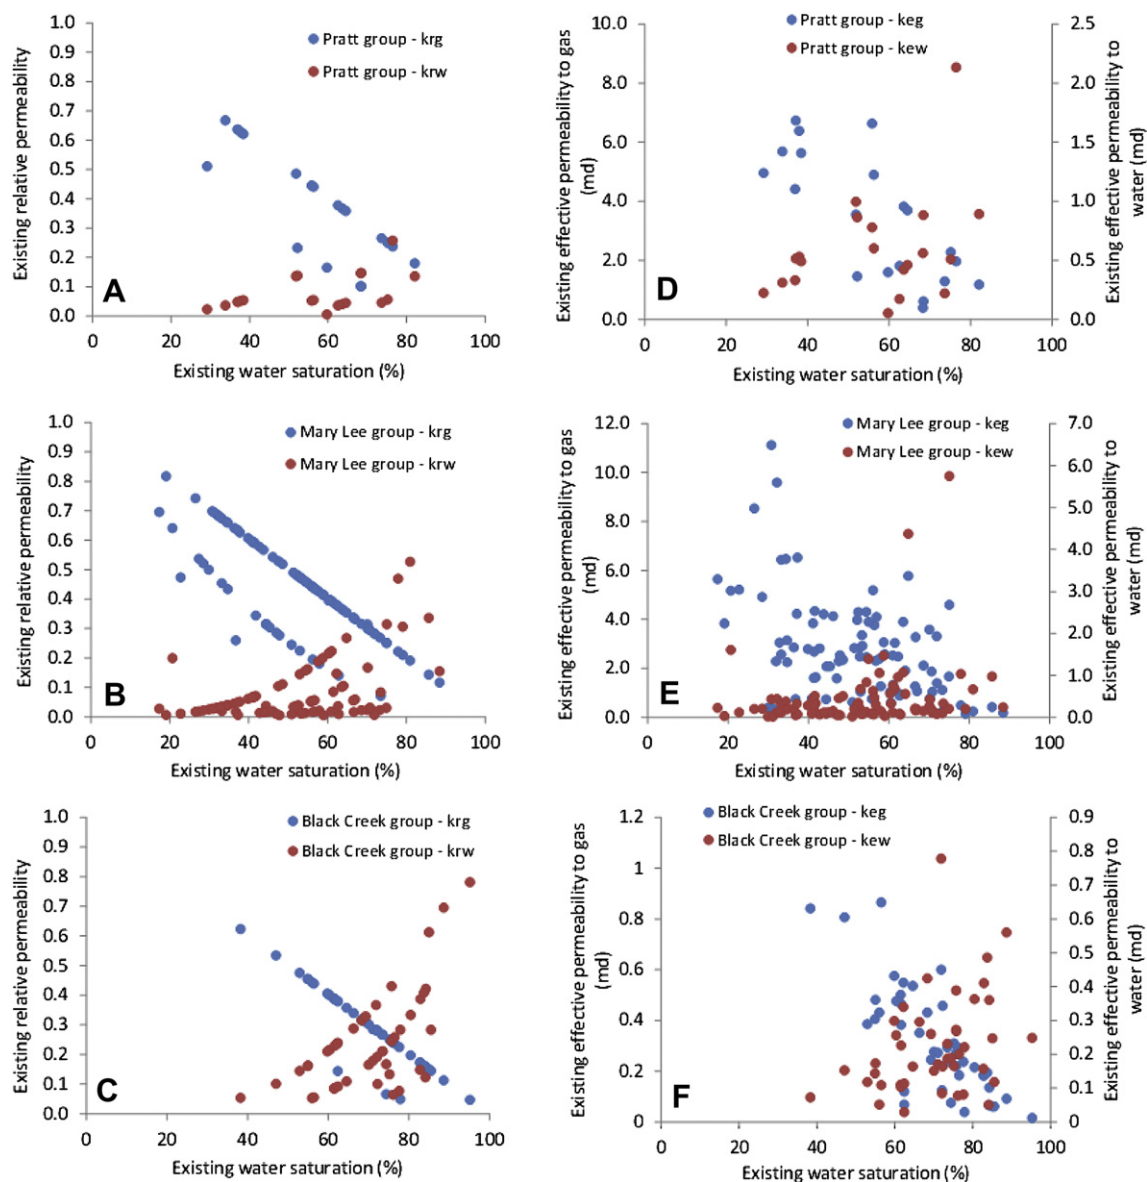 Existing relative permeability
1.0
0.9
0.8
0.7
0.6
0.5
0.4
0.3
0.2
0.1
0.0
Pratt group - krg
Pratt group - krw
A
0 20 40 60 80 100
Existing water saturation (%)
Existing effective permeability to gas
(md)
10.0
8.0
6.0
4.0
2.0
0.0
Pratt group - keg
Pratt group - kew
D
2.5
2.0
1.5
1.0
0.5
0.0
Existing effective permeability to
water (md)
0 20 40 60 80 100
Existing water saturation (%)
Existing relative permeability
1.0
0.9
0.8
0.7
0.6
0.5
0.4
0.3
0.2
0.1
0.0
Mary Lee group - krg
Mary Lee group - krw
B
0 20 40 60 80 100
Existing water saturation (%)
Existing effective permeability to gas
(md)
12.0
10.0
8.0
6.0
4.0
2.0
0.0
Mary Lee group - keg
Mary Lee group - kew
E
7.0
6.0
5.0
4.0
3.0
2.0
1.0
0.0
Existing effective permeability to
water (md)
0 20 40 60 80 100
Existing water saturation (%)
Existing relative permeability
1.0
0.9
0.8
0.7
0.6
0.5
0.4
0.3
0.2
0.1
0.0
Black Creek group - krg
Black Creek group - krw
C
0 20 40 60 80 100
Existing water saturation (%)
Existing effective permeability to gas
(md)
1.2
1
0.8
0.6
0.4
0.2
0
Black Creek group - keg
Black Creek group - kew
F
0.9
0.8
0.7
0.6
0.5
0.4
0.3
0.2
0.1
0
Existing effective permeability to
water (md)
0 20 40 60 80 100
Existing water saturation (%)